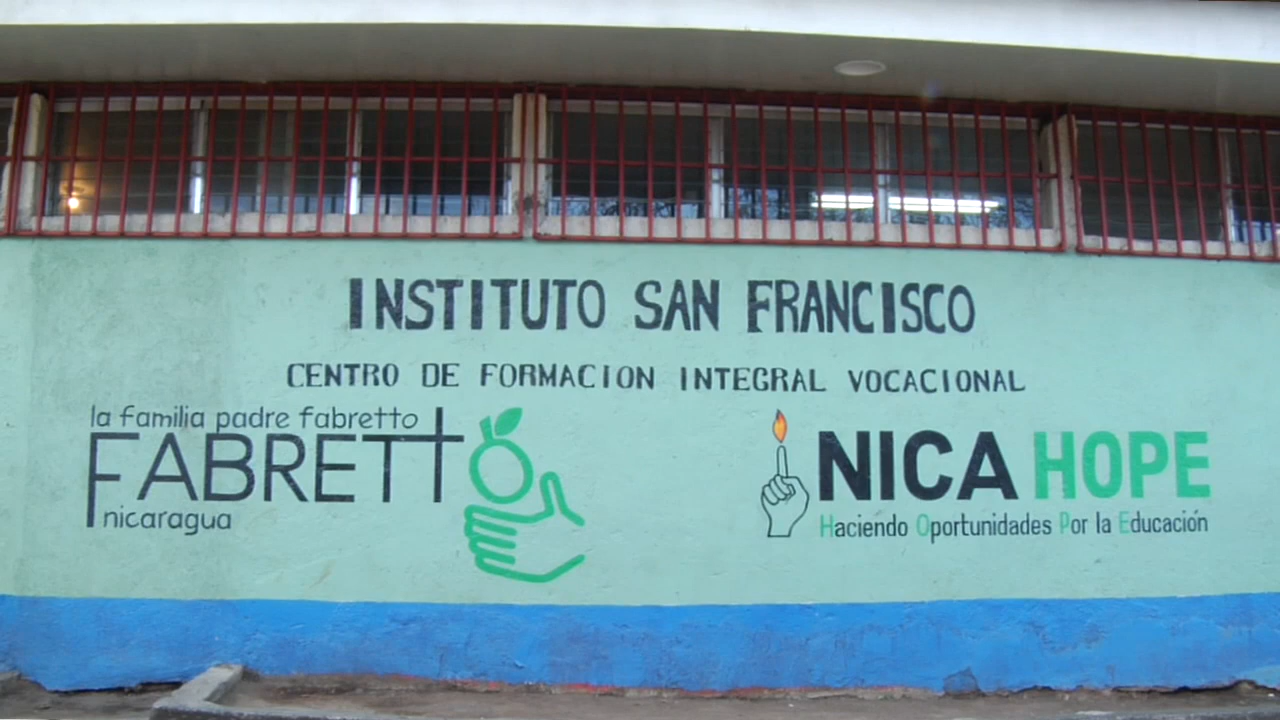 INSTITUTO SAN FRANCISCO
CENTRO DE FORMACION INTEGRAL VOCACIONAL
la familia padre fabretto
FABRETTO
nicaragua
NICA HOPE
Haciendo Oportunidades Por la Educación